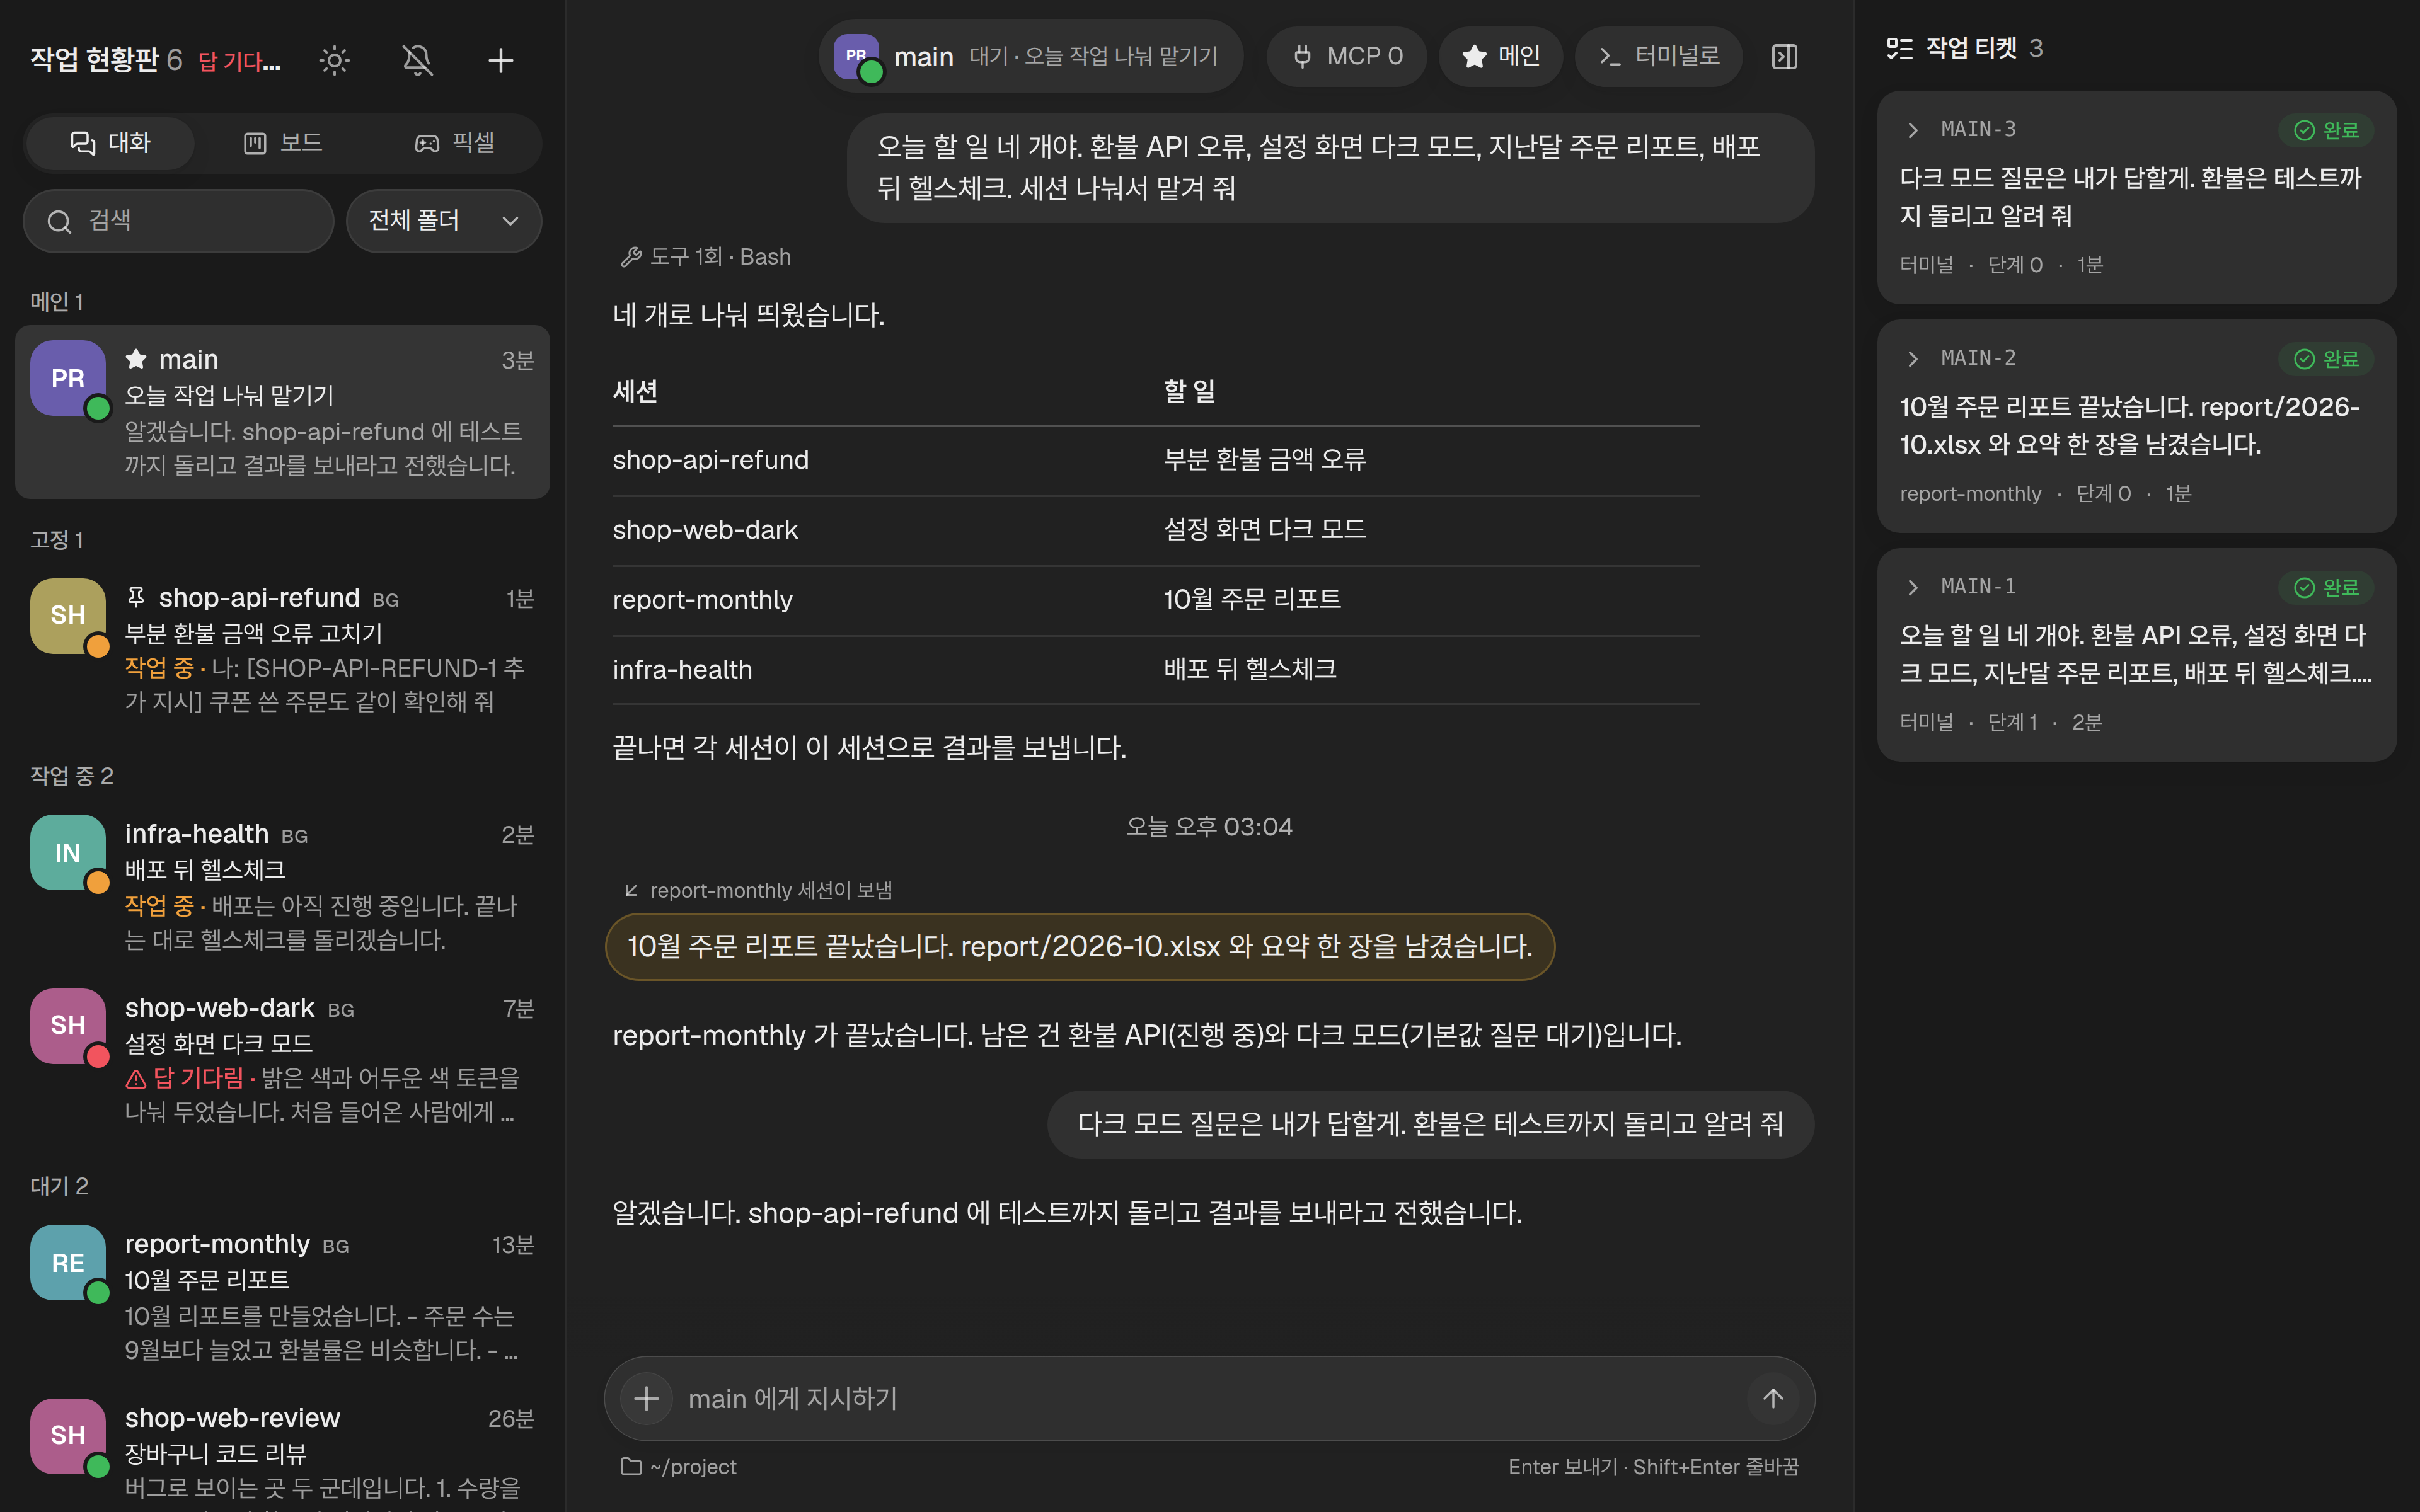 작업 현황판 6 답 기다...
대화 보드 픽셀
검색 전체 폴더
메인 1
PR
main 3분
오늘 작업 나눠 맡기기
알겠습니다. shop-api-refund 에 테스트
까지 돌리고 결과를 보내라고 전했습니다.
고정 1
SH
shop-api-refund BG 1분
부분 환불 금액 오류 고치기
작업 중 · 나: [SHOP-API-REFUND-1 추
가 지시] 쿠폰 쓴 주문도 같이 확인해 줘
작업 중 2
IN
infra-health BG 2분
배포 뒤 헬스체크
작업 중 · 배포는 아직 진행 중입니다. 끝나
는 대로 헬스체크를 돌리겠습니다.
SH
shop-web-dark BG 7분
설정 화면 다크 모드
답 기다림 · 밝은 색과 어두운 색 토큰을
나눠 두었습니다. 처음 들어온 사람에게 ...
대기 2
RE
report-monthly BG 13분
10월 주문 리포트
10월 리포트를 만들었습니다. - 주문 수는
9월보다 늘었고 환불률은 비슷합니다. - ...
SH
shop-web-review 26분
장바구니 코드 리뷰
버그로 보이는 곳 두 군데입니다. 1. 수량을
PR main 대기 · 오늘 작업 나눠 맡기기 MCP 0 메인 터미널로
오늘 할 일 네 개야. 환불 API 오류, 설정 화면 다크 모드, 지난달 주문 리포트, 배포
뒤 헬스체크. 세션 나눠서 맡겨 줘
도구 1회 · Bash
네 개로 나눠 띄웠습니다.
세션 할 일
shop-api-refund 부분 환불 금액 오류
shop-web-dark 설정 화면 다크 모드
report-monthly 10월 주문 리포트
infra-health 배포 뒤 헬스체크
끝나면 각 세션이 이 세션으로 결과를 보냅니다.
오늘 오후 03:04
report-monthly 세션이 보냄
10월 주문 리포트 끝났습니다. report/2026-10.xlsx 와 요약 한 장을 남겼습니다.
report-monthly 가 끝났습니다. 남은 건 환불 API(진행 중)와 다크 모드(기본값 질문 대기)입니다.
다크 모드 질문은 내가 답할게. 환불은 테스트까지 돌리고 알려 줘
알겠습니다. shop-api-refund 에 테스트까지 돌리고 결과를 보내라고 전했습니다.
main 에게 지시하기
~/project Enter 보내기 · Shift+Enter 줄바꿈
작업 티켓 3
MAIN-3 완료
다크 모드 질문은 내가 답할게. 환불은 테스트까
지 돌리고 알려 줘
터미널 · 단계 0 · 1분
MAIN-2 완료
10월 주문 리포트 끝났습니다. report/2026-
10.xlsx 와 요약 한 장을 남겼습니다.
report-monthly · 단계 0 · 1분
MAIN-1 완료
오늘 할 일 네 개야. 환불 API 오류, 설정 화면 다
크 모드, 지난달 주문 리포트, 배포 뒤 헬스체크....
터미널 · 단계 1 · 2분